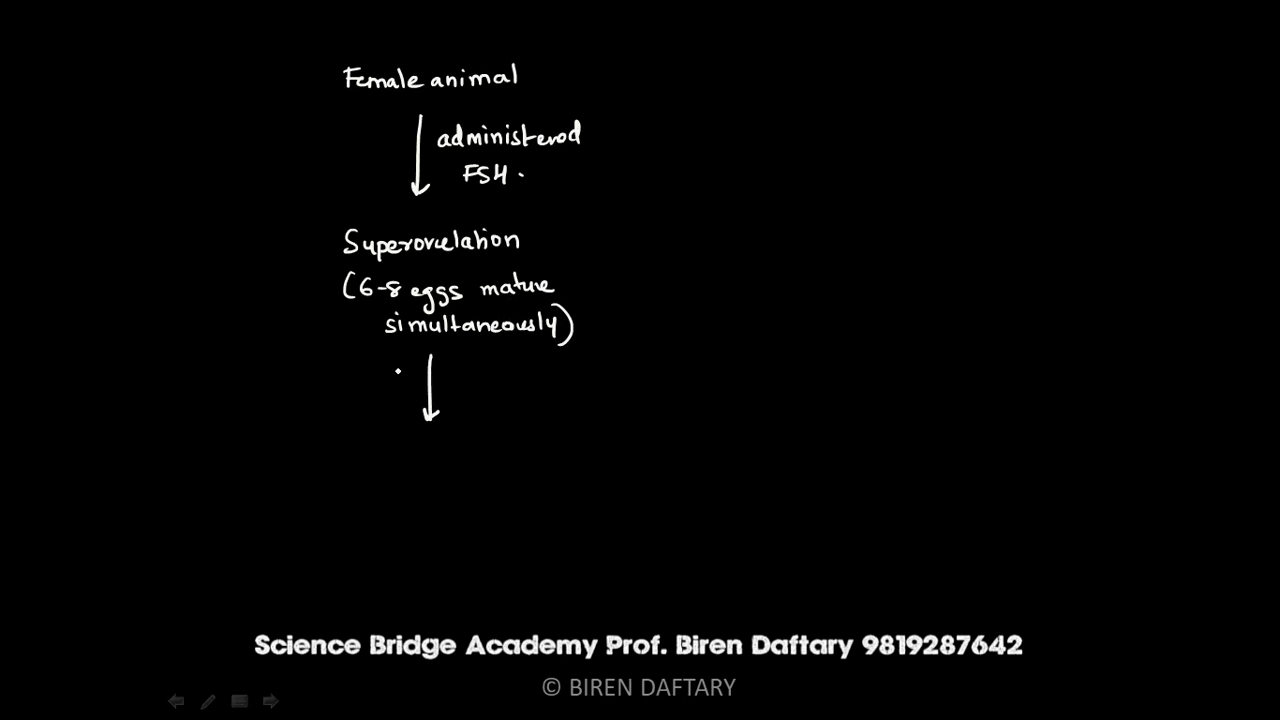 Female animal
administered
FSH.
Superovulation
(6-8 eggs mature
simultaneously)
Science Bridge Academy Prof. Biren Daftary 9819287642
© BIREN DAFTARY